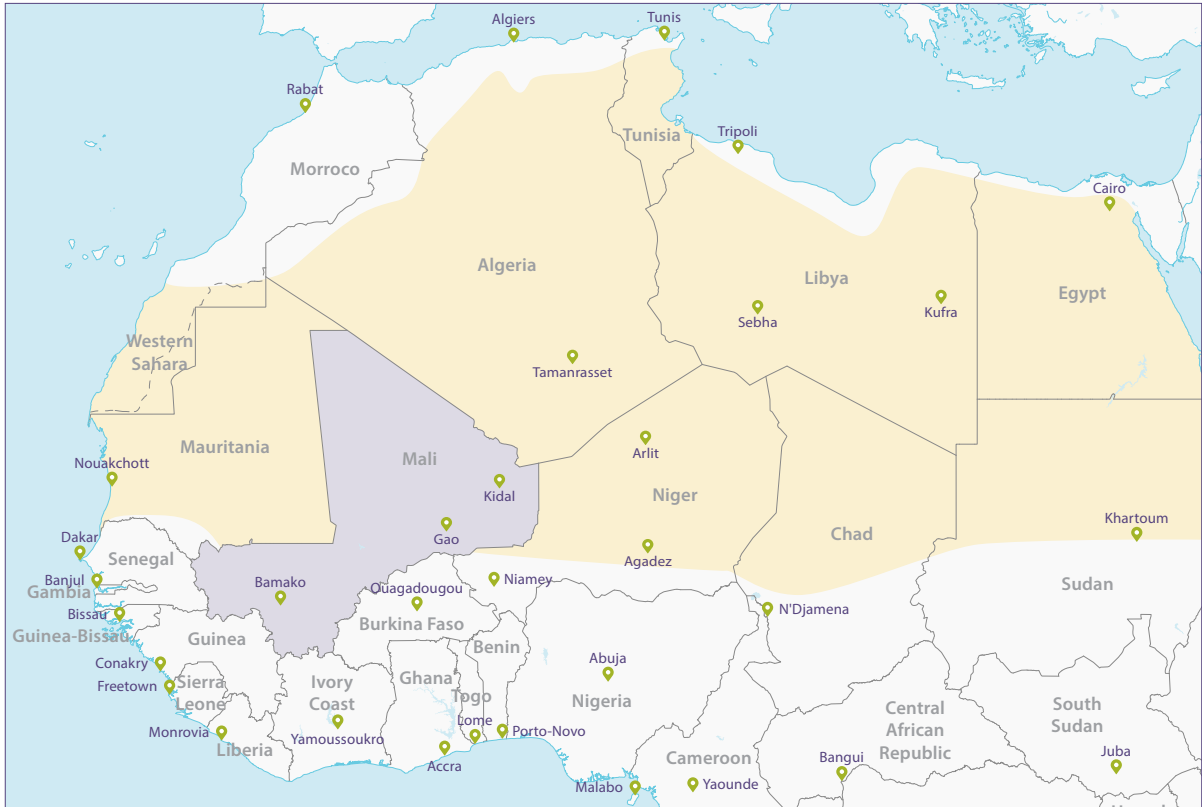 Algiers
Tunis
Rabat
Tunisia
Tripoli
Morroco
Cairo
Algeria
Libya
Egypt
Sebha
Kufra
Western
Sahara
Tamanrasset
Mauritania
Mali
Arlit
Nouakchott
Kidal
Niger
Khartoum
Chad
Dakar
Gao
Senegal
Agadez
Banjul
Bamako
Ouagadougou
Niamey
Sudan
Gambia
Bissau
N'Djamena
Guinea-Bissau
Guinea
Burkina Faso
Benin
Conakry
Abuja
Freetown
Sierra
Leone
Ivory
Coast
Ghana
Togo
Nigeria
Central
African
Republic
South
Sudan
Monrovia
Liberia
Yamoussoukro
Lome
Porto-Novo
Accra
Cameroon
Bangui
Juba
Malabo
Yaounde